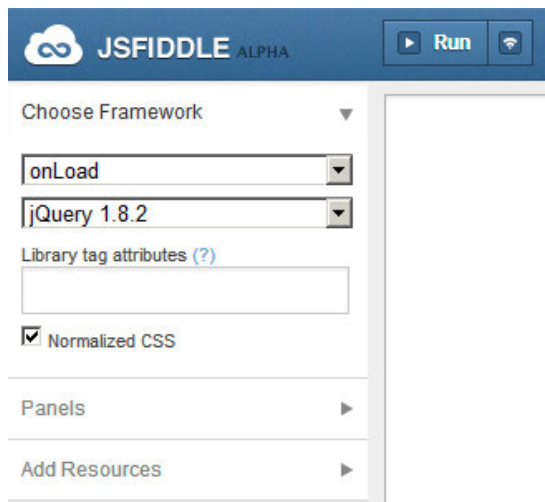 JSFIDDLE ALPHA
Run
Choose Framework
onLoad
jQuery 1.8.2
Library tag attributes (?)
Normalized CSS
Panels
Add Resources